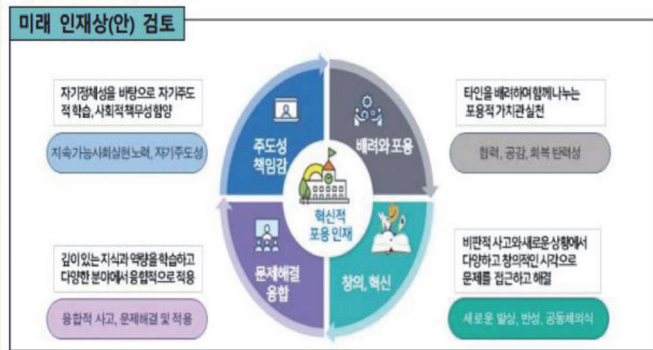 미래 인재상(안) 검토
자기정체성을 바탕으로 자기주도
적 학습, 사회적 책무성 함양
지속가능사회실현노력, 자기주도성
타인을 배려하며 함께 나누는
포용적 가치관 실천
협력, 공감, 회복 탄력성
주도성
책임감
배려와 포용
혁신적
포용 인재
문제해결
융합
창의, 혁신
깊이 있는 지식과 역량을 학습하고
다양한 분야에서 융합적으로 적용
융합적 사고, 문제해결 및 적용
비판적 사고와 새로운 상황에서
다양하고 창의적인 시각으로
문제를 접근하고 해결
새로운 발상, 반성, 공동체의식